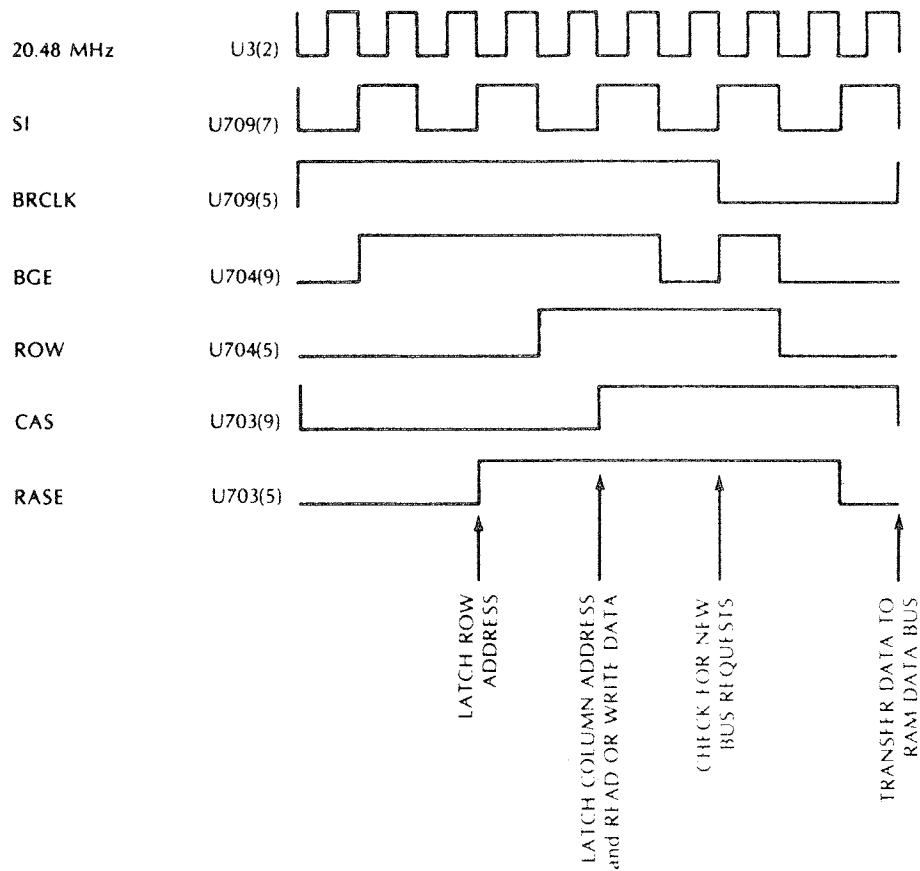 20.48 MHz U3(2)
SI U709(7)
BRCLK U709(5)
BGE U704(9)
ROW U704(5)
CAS U703(9)
RASE U703(5)
LATCH ROW
ADDRESS
LATCH COLUMN ADDRESS
and READ OR WRITE DATA
CHECK FOR NEW
BUS REQUESTS
TRANSFER DATA TO
RAM DATA BUS